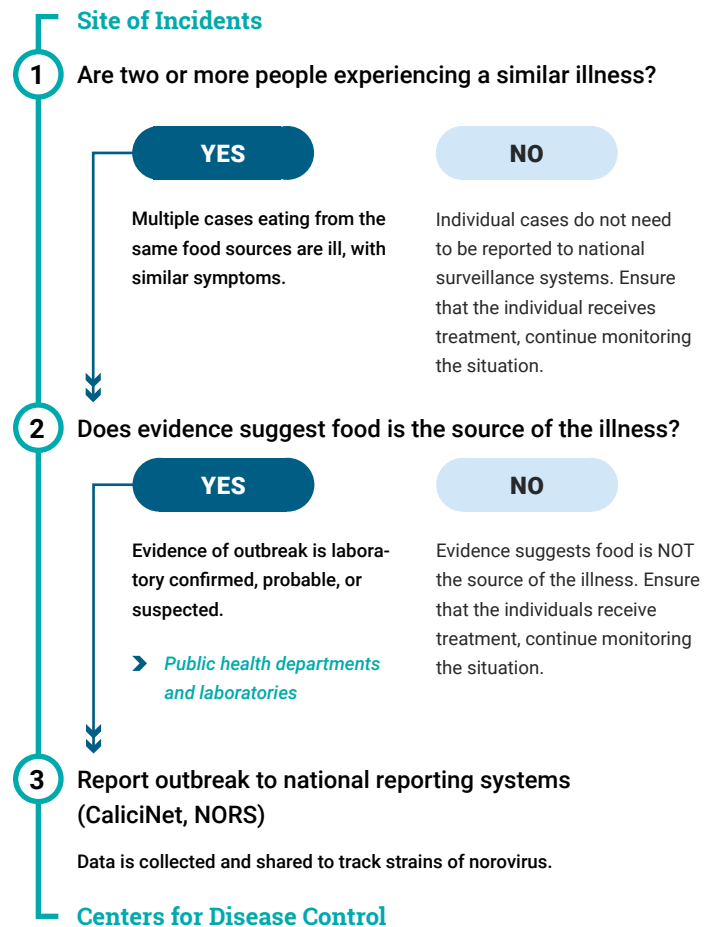 Site of Incidents
1 Are two or more people experiencing a similar illness?
YES
Multiple cases eating from the
same food sources are ill, with
similar symptoms.
NO
Individual cases do not need
to be reported to national
surveillance systems. Ensure
that the individual receives
treatment, continue monitoring
the situation.
2 Does evidence suggest food is the source of the illness?
YES
Evidence of outbreak is labora-
tory confirmed, probable, or
suspected.
Public health departments
and laboratories
NO
Evidence suggests food is NOT
the source of the illness. Ensure
that the individuals receive
treatment, continue monitoring
the situation.
3 Report outbreak to national reporting systems
(CaliciNet, NORS)
Data is collected and shared to track strains of norovirus.
Centers for Disease Control